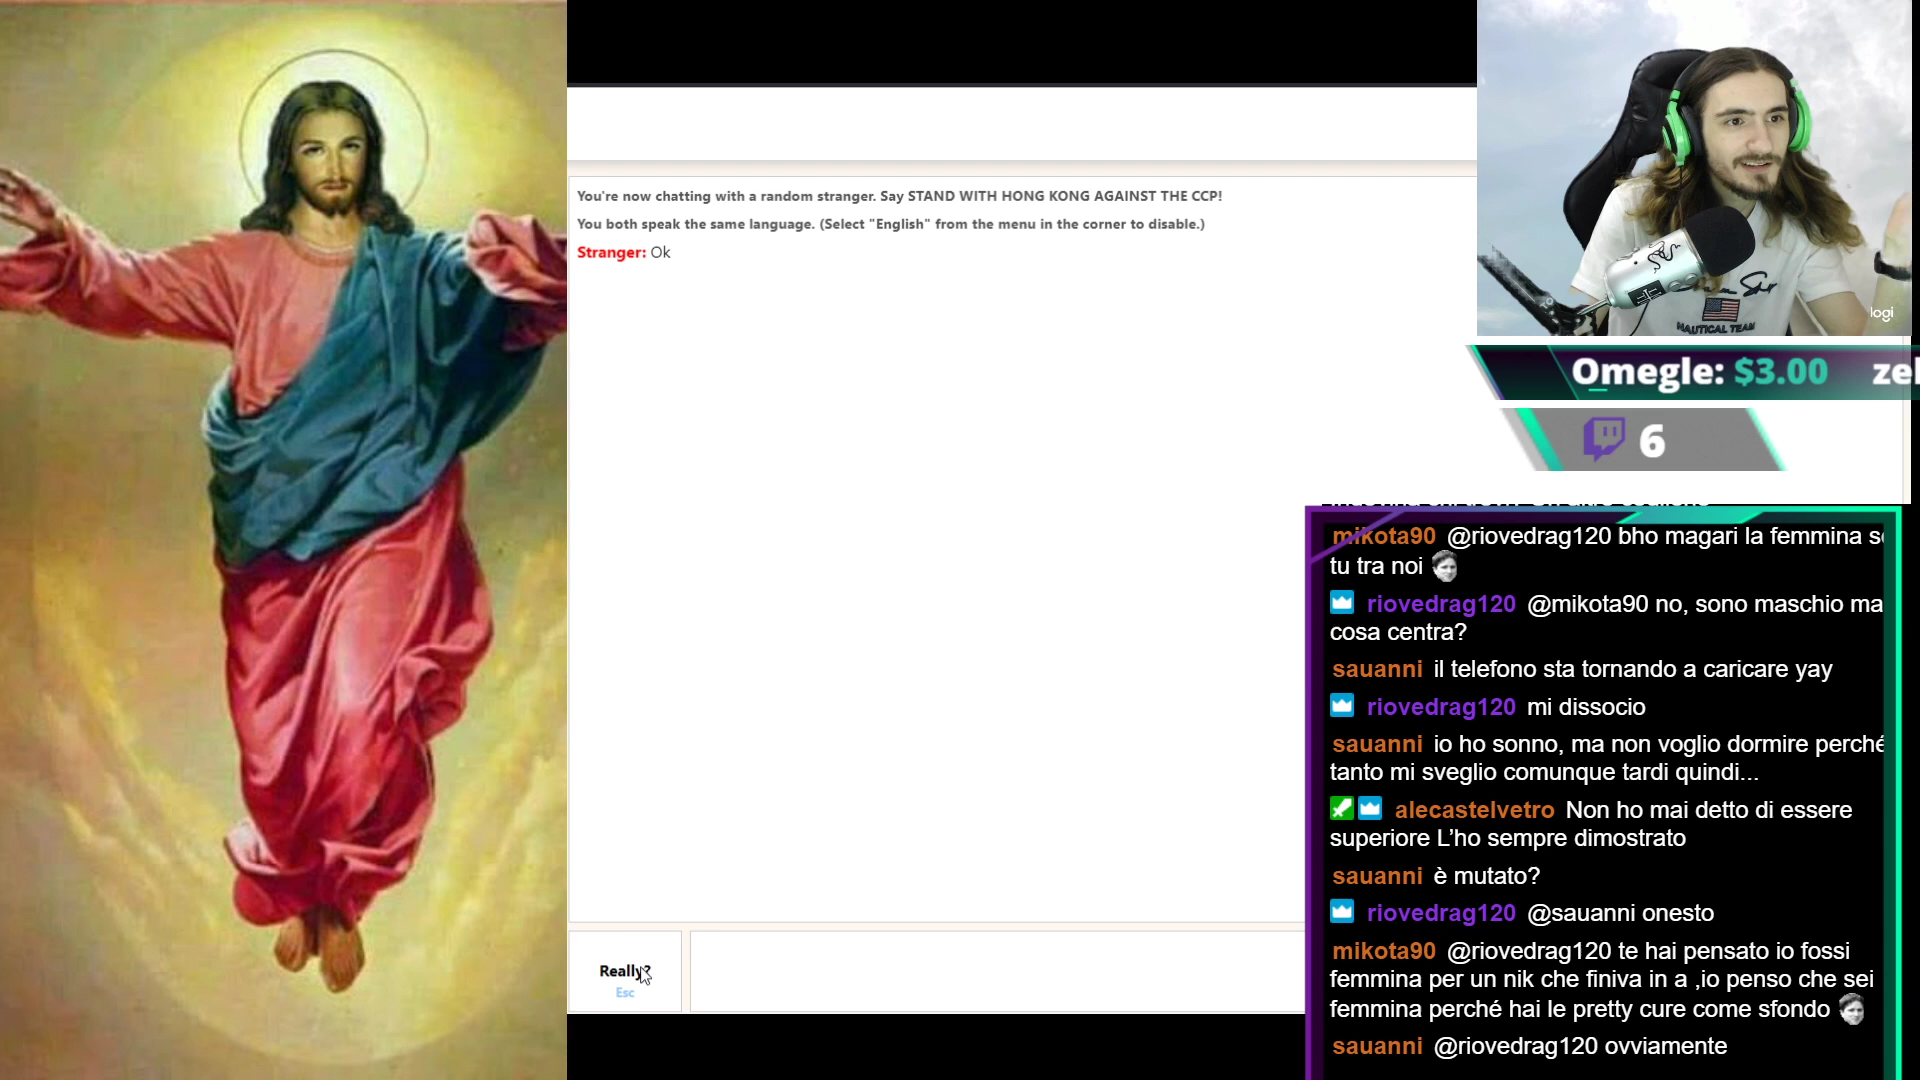 You're now chatting with a random stranger. Say STAND WITH HONG KONG AGAINST THE CCP!
You both speak the same language. (Select "English" from the menu in the corner to disable.)
Stranger: Ok
Really?
Esc
NAUTICAL TEAM
logi
Omegle: $3.00 zel
6
mikota90 @riovedrag120 bho magari la femmina se
tu tra noi
riovedrag120 @mikota90 no, sono maschio ma
cosa centra?
sauanni il telefono sta tornando a caricare yay
riovedrag120 mi dissocio
sauanni io ho sonno, ma non voglio dormire perché
tanto mi sveglio comunque tardi quindi...
alecastelvetro Non ho mai detto di essere
superiore L'ho sempre dimostrato
sauanni è mutato?
riovedrag120 @sauanni onesto
mikota90 @riovedrag120 te hai pensato io fossi
femmina per un nik che finiva in a ,io penso che sei
femmina perché hai le pretty cure come sfondo
sauanni @riovedrag120 ovviamente